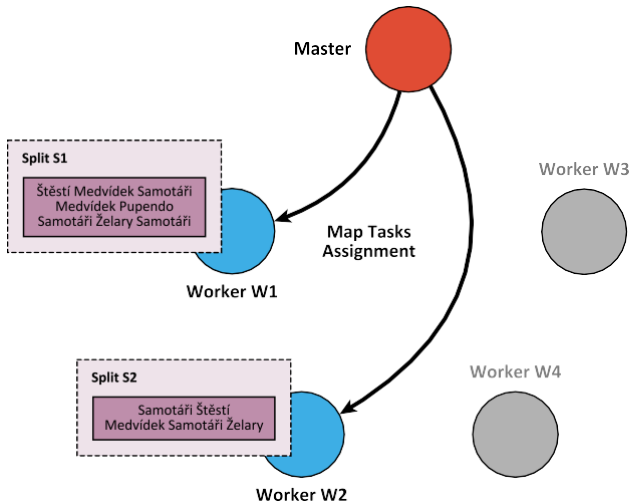 Master
Split S1
Štěstí Medvídek Samotáři
Medvídek Pupendo
Samotáři Želary Samotáři
Worker W3
Map Tasks
Assignment
Worker W1
Split S2
Samotáři Štěstí
Medvídek Samotáři Želary
Worker W4
Worker W2